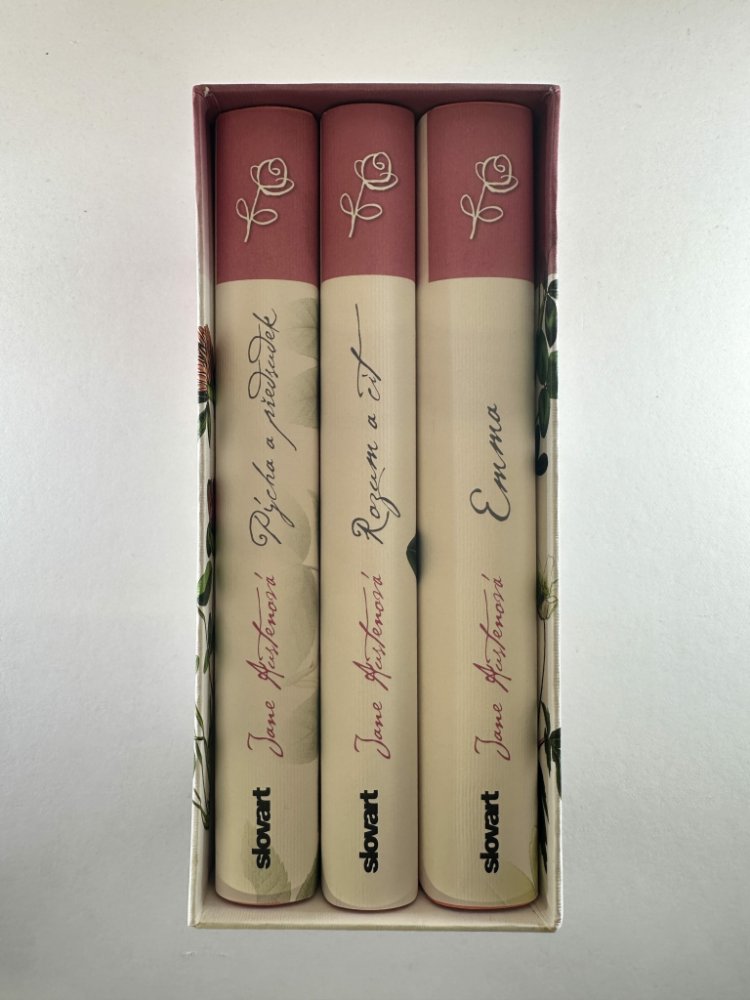 slovart Jane Austenová Pýcha a předsudek
slovart Jane Austenová Rozum a cit
slovart Jane Austenová Emma